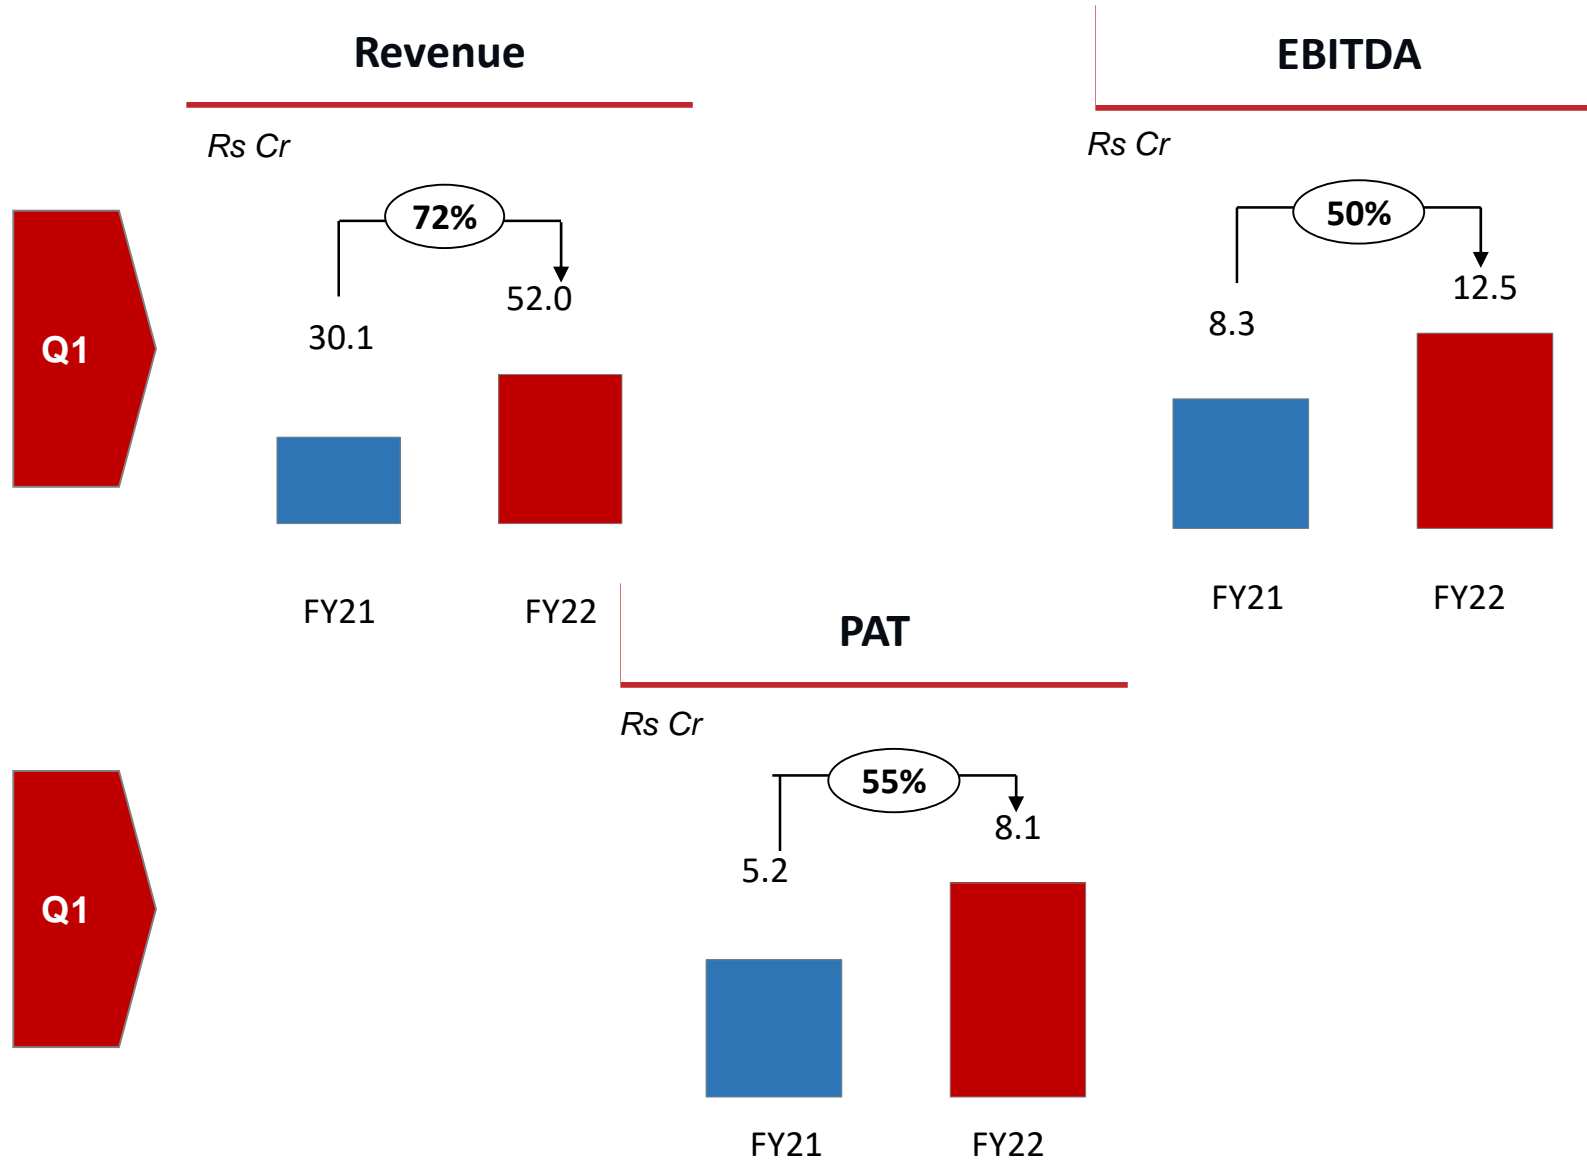 Revenue
Rs Cr
Q1
72%
30.1
52.0
FY21
FY22
EBITDA
Rs Cr
50%
8.3
12.5
FY21
FY22
PAT
Rs Cr
Q1
55%
5.2
8.1
FY21
FY22